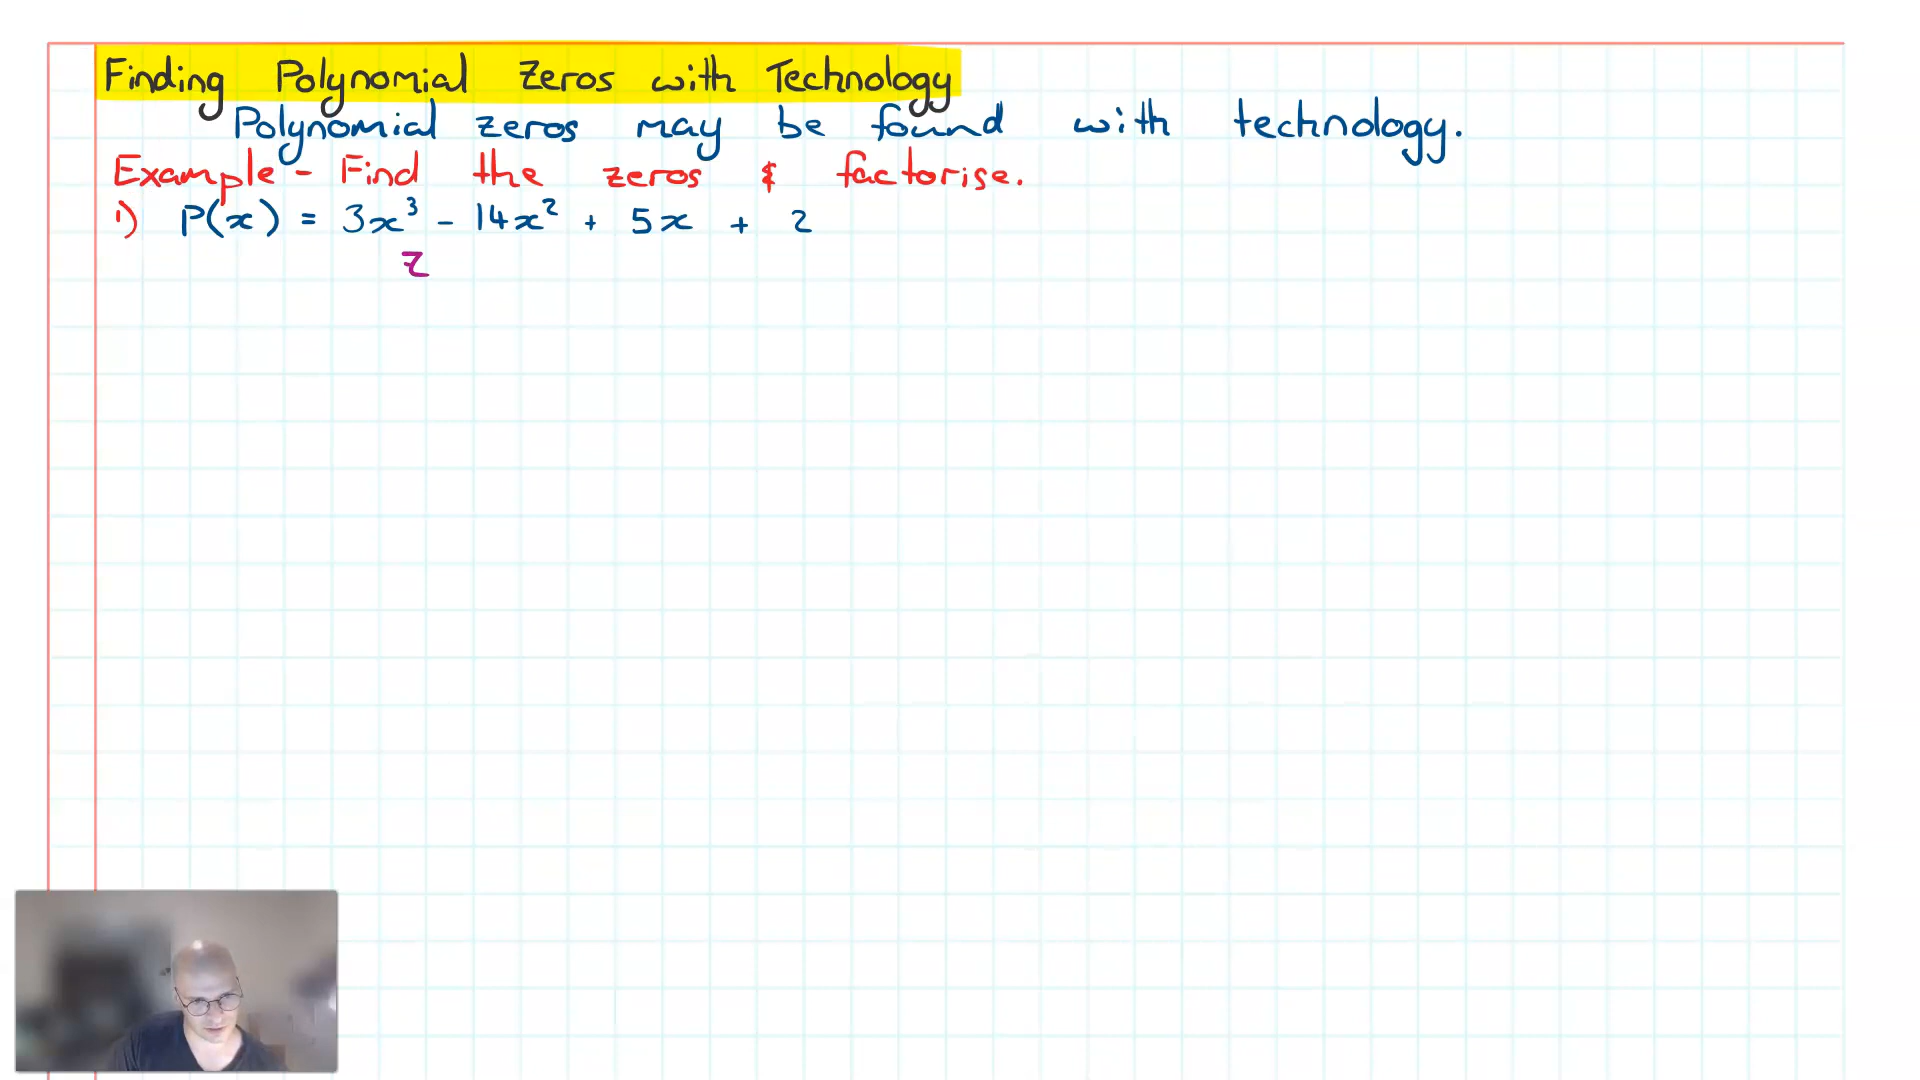 Finding Polynomial Zeros with Technology
Polynomial zeros may be found with technology.
Example - Find the zeros & factorise.
1) P(x) = 3x³ - 14x² + 5x + 2
Z